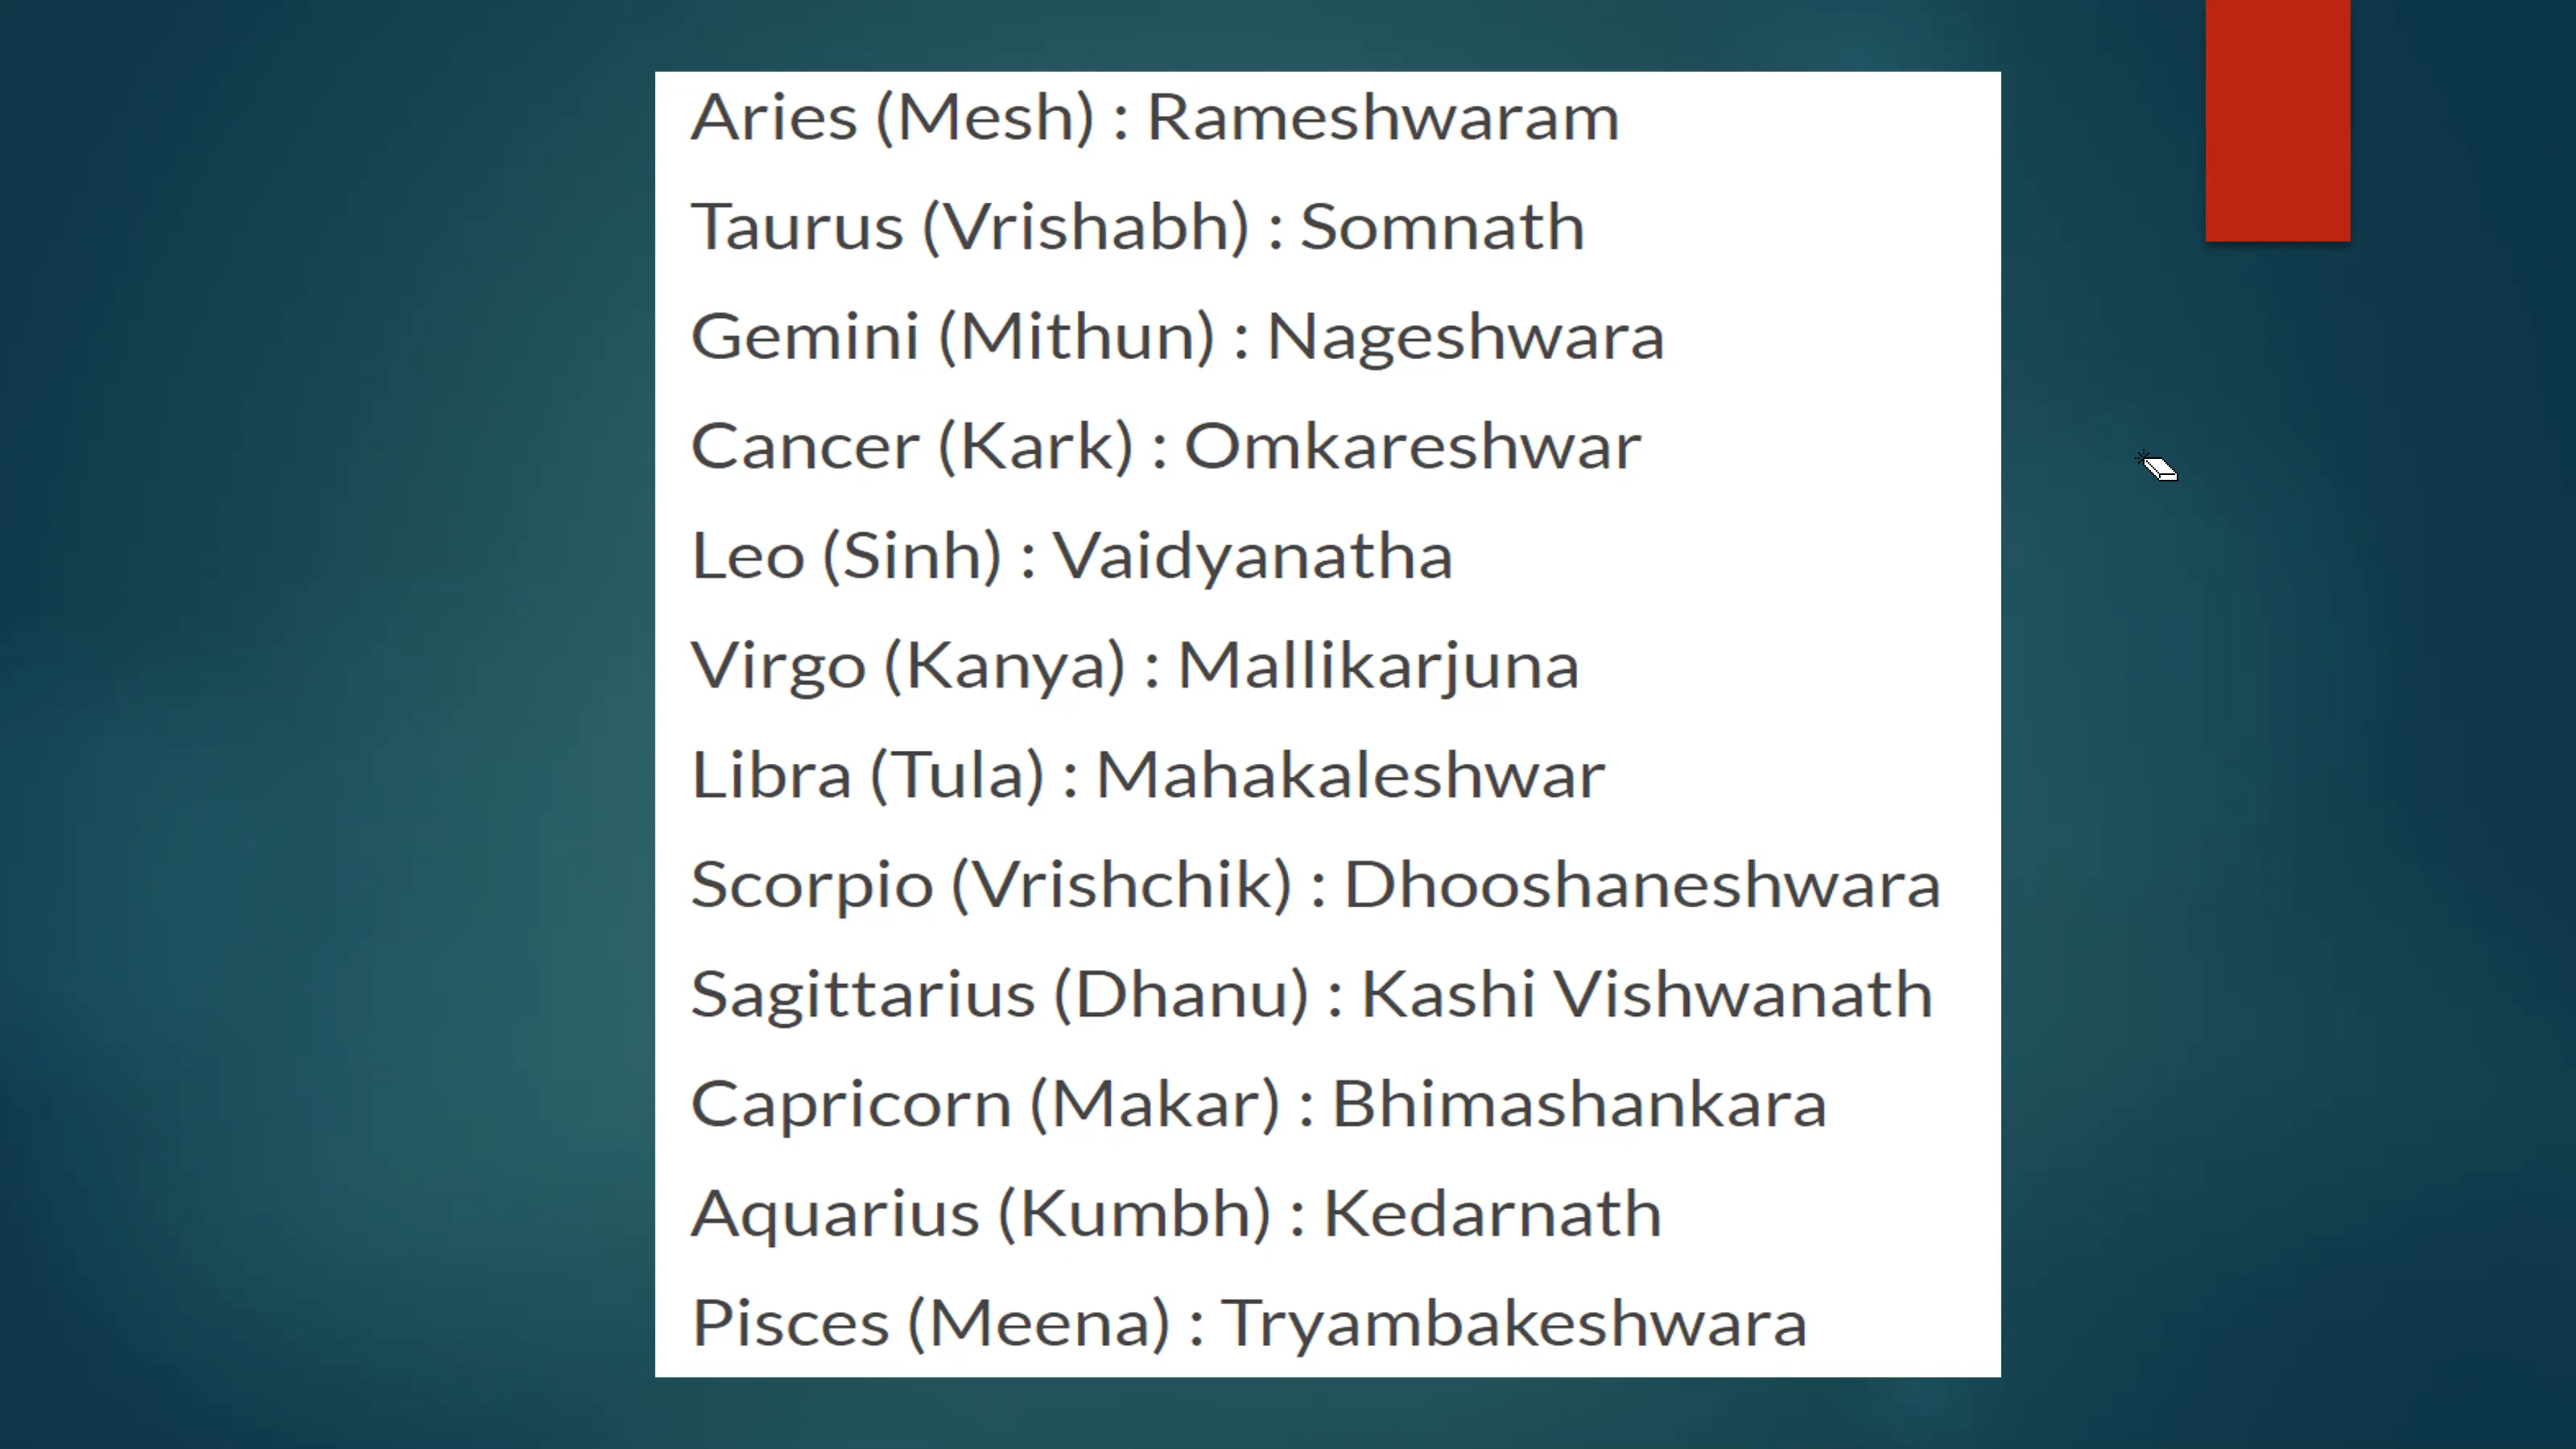 Aries (Mesh) : Rameshwaram
Taurus (Vrishabh) : Somnath
Gemini (Mithun) : Nageshwara
Cancer (Kark) : Omkareshwar
Leo (Sinh) : Vaidyanatha
Virgo (Kanya) : Mallikarjuna
Libra (Tula) : Mahakaleshwar
Scorpio (Vrishchik) : Dhooshaneshwara
Sagittarius (Dhanu) : Kashi Vishwanath
Capricorn (Makar) : Bhimashankara
Aquarius (Kumbh) : Kedarnath
Pisces (Meena) : Tryambakeshwara